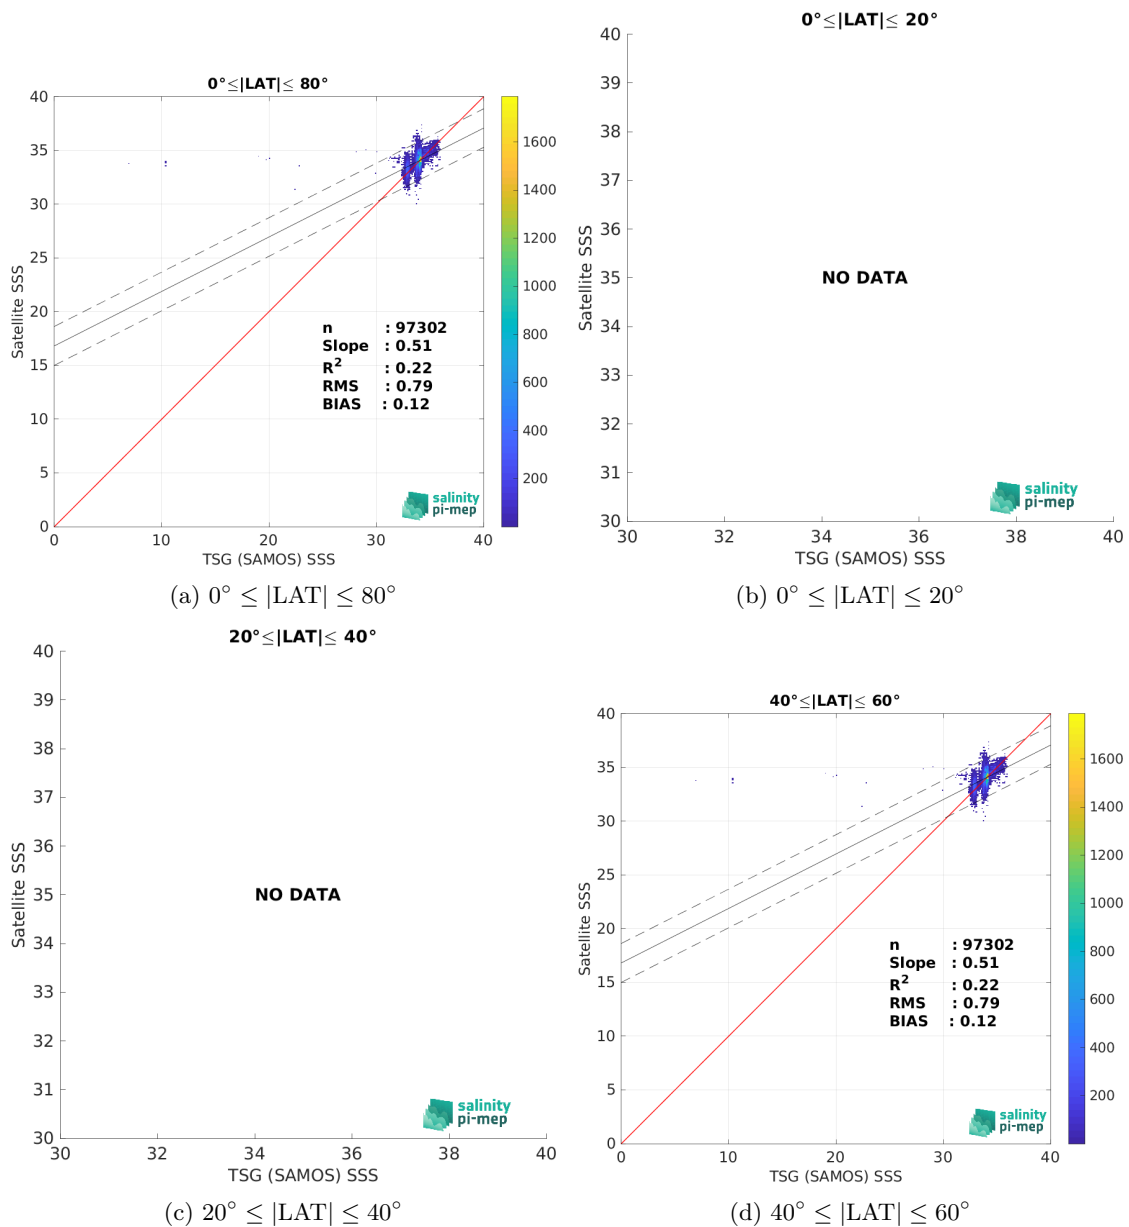 0°≤|LAT|≤ 80°
40
35
30
25
20
15
10
5
0
0
10
20
30
40
Satellite SSS
TSG (SAMOS) SSS
n : 97302
Slope : 0.51
R² : 0.22
RMS : 0.79
BIAS : 0.12
salinity
pi-mep
1600
1400
1200
1000
800
600
400
200
(a) 0° ≤ |LAT| ≤ 80°
0°≤|LAT|≤ 20°
40
39
38
37
36
35
34
33
32
31
30
30
32
34
36
38
40
Satellite SSS
NO DATA
TSG (SAMOS) SSS
salinity
pi-mep
(b) 0° ≤ |LAT| ≤ 20°
20°≤|LAT|≤ 40°
40
39
38
37
36
35
34
33
32
31
30
30
32
34
36
38
40
Satellite SSS
NO DATA
TSG (SAMOS) SSS
salinity
pi-mep
(c) 20° ≤ |LAT| ≤ 40°
40°≤|LAT|≤ 60°
40
35
30
25
20
15
10
5
0
0
10
20
30
40
Satellite SSS
TSG (SAMOS) SSS
n : 97302
Slope : 0.51
R² : 0.22
RMS : 0.79
BIAS : 0.12
salinity
pi-mep
1600
1400
1200
1000
800
600
400
200
(d) 40° ≤ |LAT| ≤ 60°